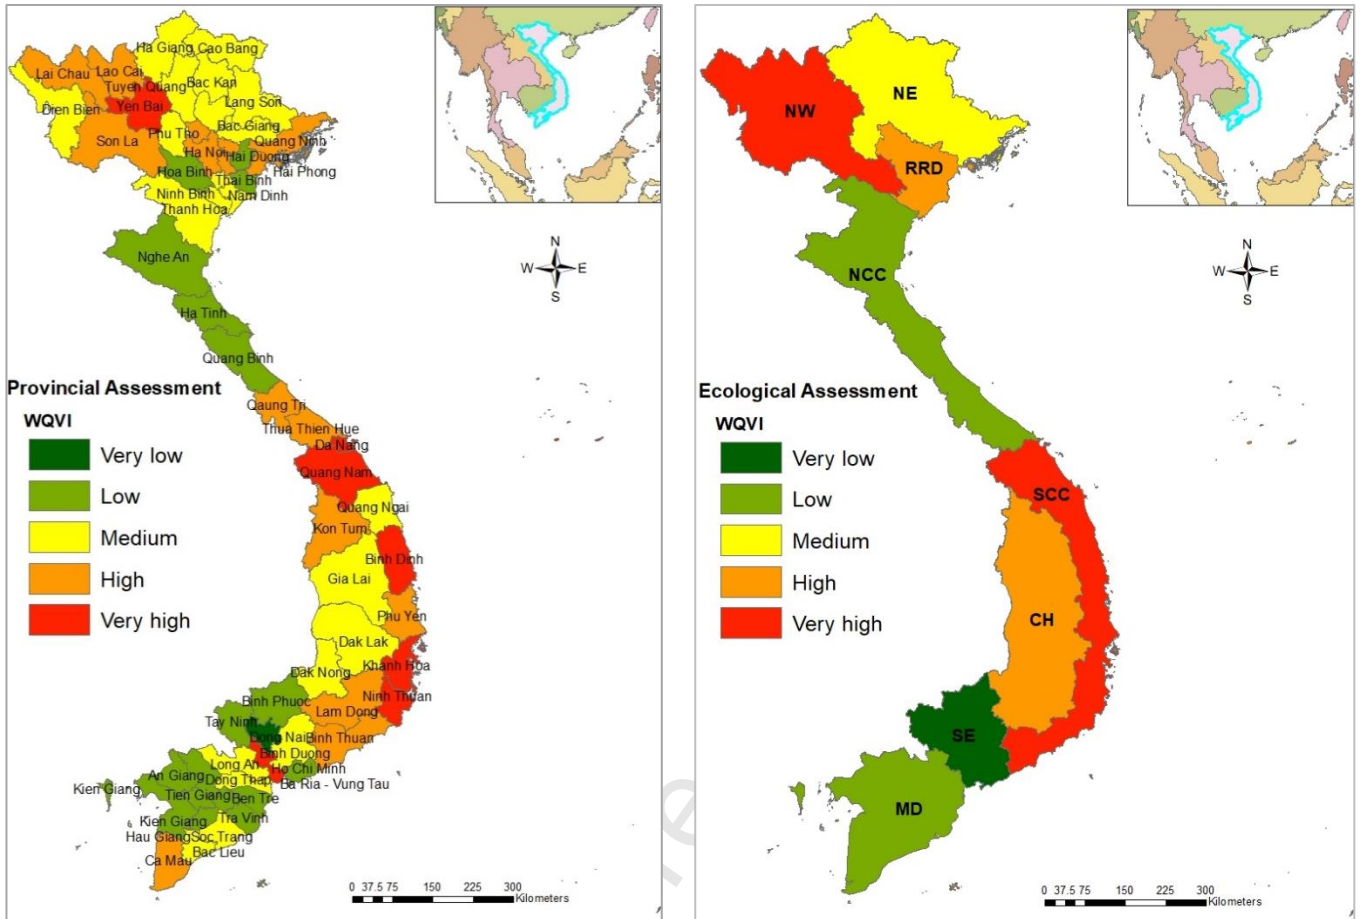 Ha Giang
Cao Bang
Lai Chau
Lao Cai
Tuyen Quang
Bac Kan
Yen Bai
Lang Son
Dien Bien
Phu Tho
Bac Giang
Son La
Quang Ninh
Ha Noi
Hai Duong
Hoa Binh
Hai Phong
Thai Binh
Ninh Binh
Nam Dinh
Thanh Hoa
Nghe An
Ha Tinh
Quang Binh
Provincial Assessment
WQVI
Very low
Low
Medium
High
Very high
Qaung Tri
Thua Thien Hue
Da Nang
Quang Nam
Quang Ngai
Kon Tum
Binh Dinh
Gia Lai
Phu Yen
Dak Lak
Dak Nong
Khanh Hoa
Ninh Thuan
Binh Phuoc
Lam Dong
Tay Ninh
Dong Nai
Binh Thuan
Binh Duong
Long An
Ho Chi Minh
An Giang
Dong Thap
Ba Ria - Vung Tau
Kien Giang
Tien Giang
Ben Tre
Kien Giang
Tra Vinh
Hau Giang
Soc Trang
Bac Lieu
Ca Mau
N
W E
S
0 37.5 75 150 225 300
Kilometers
NW
NE
RRD
NCC
Ecological Assessment
WQVI
Very low
Low
Medium
High
Very high
SCC
CH
SE
MD
N
W E
S
0 37.5 75 150 225 300
Kilometers